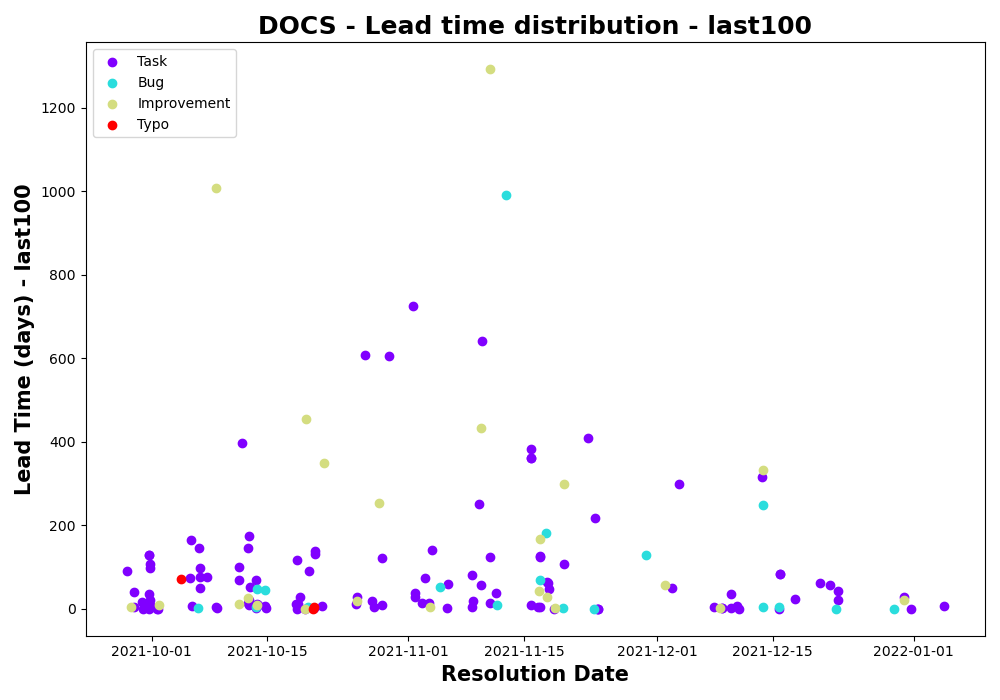 DOCS - Lead time distribution - last100
Task
Bug
Improvement
Typo
1200
1000
800
600
400
200
0
Lead Time (days) - last100
2021-10-01
2021-10-15
2021-11-01
2021-11-15
2021-12-01
2021-12-15
2022-01-01
Resolution Date